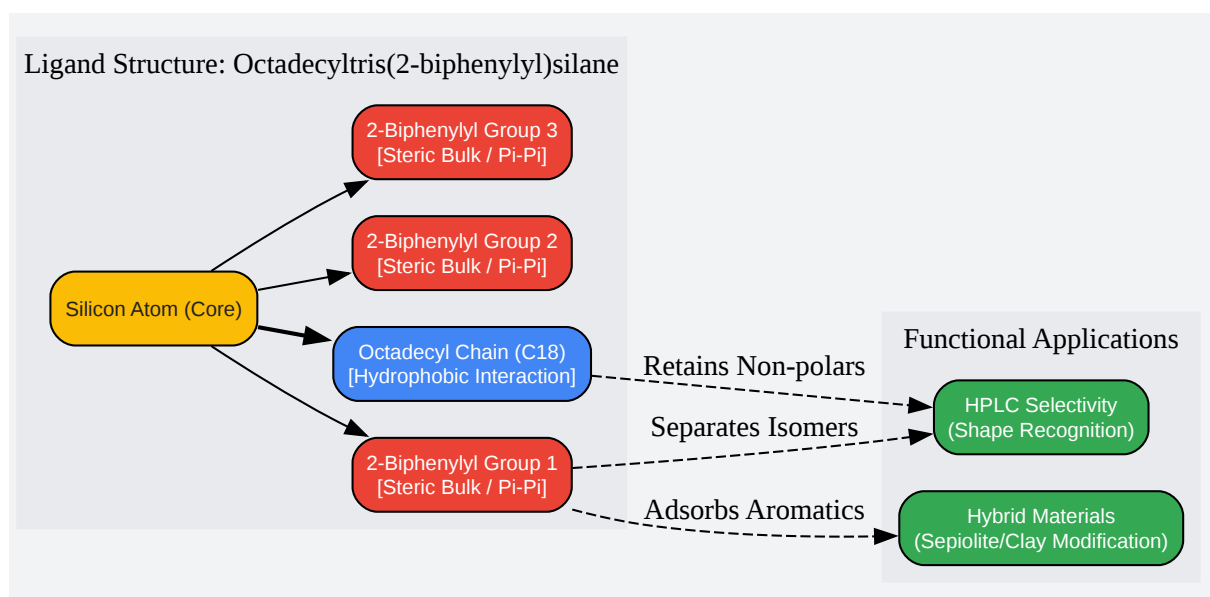 Ligand Structure: Octadecyltris(2-biphenylyl)silane
2-Biphenylyl Group 3
[Steric Bulk / Pi-Pi]
2-Biphenylyl Group 2
[Steric Bulk / Pi-Pi]
Silicon Atom (Core)
Octadecyl Chain (C18)
[Hydrophobic Interaction]
2-Biphenylyl Group 1
[Steric Bulk / Pi-Pi]
Retains Non-polars
Separates Isomers
Adsorbs Aromatics
Functional Applications
HPLC Selectivity
(Shape Recognition)
Hybrid Materials
(Sepiolite/Clay Modification)